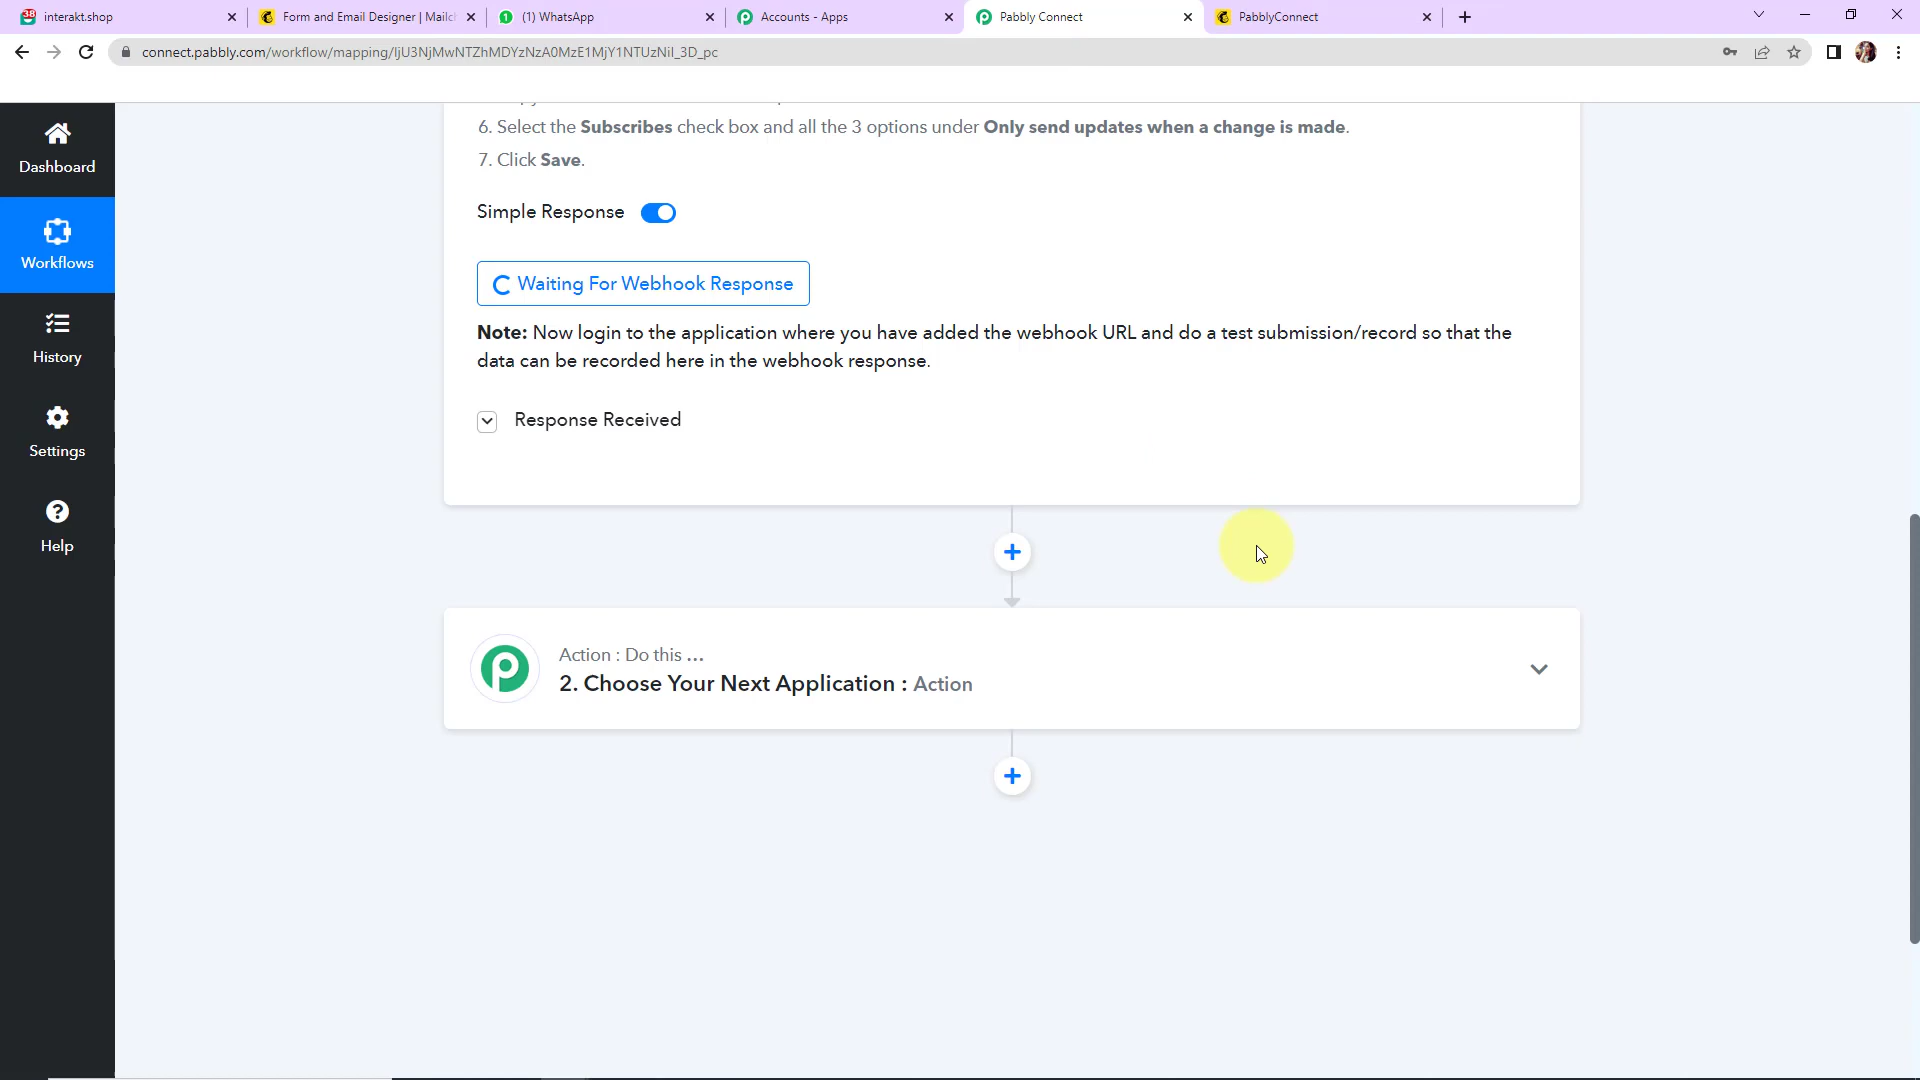 38
interakt.shop
Form and Email Designer | Mailc
1
(1) WhatsApp
Accounts - Apps
Pabbly Connect
PabblyConnect
connect.pabbly.com/workflow/mapping/IjU3NjMwNTZhMDYzNzA0MzE1MjY1NTUzNiI_3D_pc
Dashboard
Workflows
History
Settings
Help
6. Select the Subscribes check box and all the 3 options under Only send updates when a change is made.
7. Click Save.
Simple Response
Waiting For Webhook Response
Note: Now login to the application where you have added the webhook URL and do a test submission/record so that the
data can be recorded here in the webhook response.
Response Received
Action : Do this ...
2. Choose Your Next Application : Action